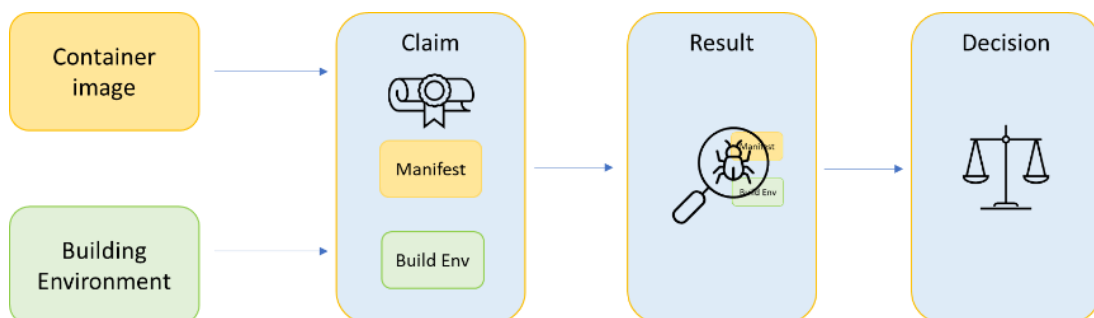 Container
image
Building
Environment
Claim
Manifest
Build Env
Result
Manifest
Build Env
Decision